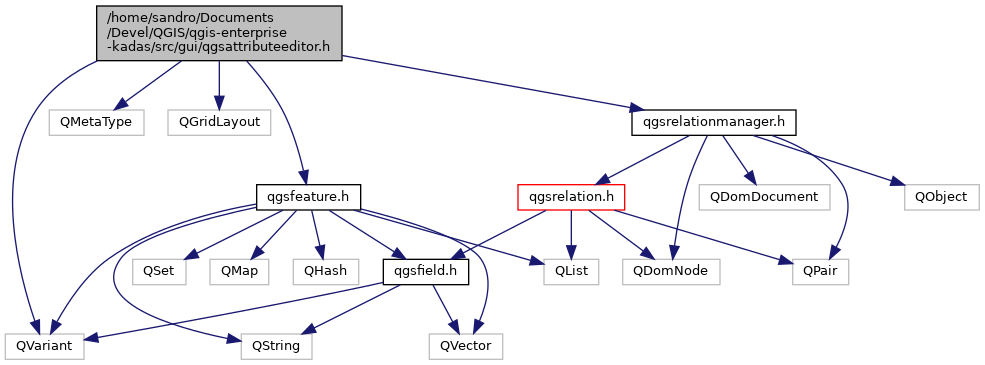 /home/sandro/Documents
/Devel/QGIS/qgis-enterprise
-kadas/src/gui/qgsattributeeditor.h
QMetaType
QGridLayout
qgsrelationmanager.h
qgsfeature.h
qgsrelation.h
QDomDocument
QObject
QSet
QMap
QHash
qgsfield.h
QList
QDomNode
QPair
QVariant
QString
QVector